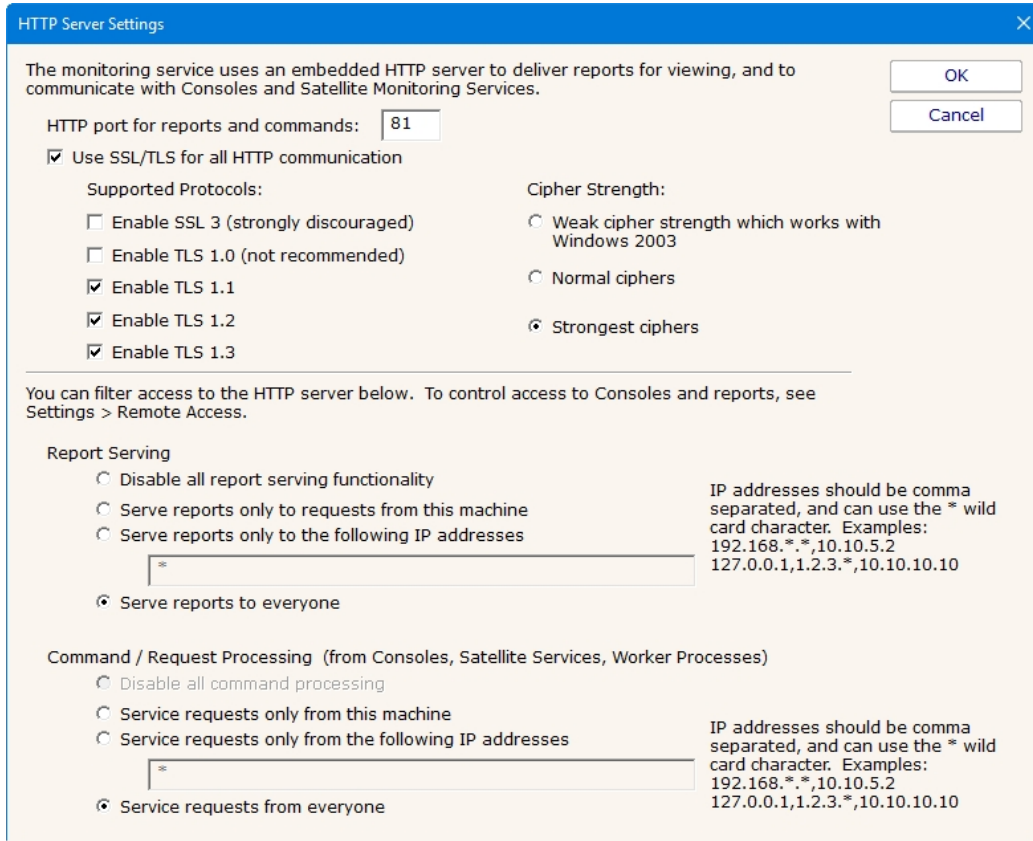 HTTP Server Settings
The monitoring service uses an embedded HTTP server to deliver reports for viewing, and to
communicate with Consoles and Satellite Monitoring Services.
OK
Cancel
HTTP port for reports and commands: 81
Use SSL/TLS for all HTTP communication
Supported Protocols:
Enable SSL 3 (strongly discouraged)
Enable TLS 1.0 (not recommended)
Enable TLS 1.1
Enable TLS 1.2
Enable TLS 1.3
Cipher Strength:
Weak cipher strength which works with
Windows 2003
Normal ciphers
Strongest ciphers
You can filter access to the HTTP server below.  To control access to Consoles and reports, see
Settings > Remote Access.
Report Serving
Disable all report serving functionality
Serve reports only to requests from this machine
Serve reports only to the following IP addresses
*
Serve reports to everyone
IP addresses should be comma
separated, and can use the * wild
card character.  Examples:
192.168.*.*,10.10.5.2
127.0.0.1,1.2.3.*,10.10.10.10
Command / Request Processing  (from Consoles, Satellite Services, Worker Processes)
Disable all command processing
Service requests only from this machine
Service requests only from the following IP addresses
*
Service requests from everyone
IP addresses should be comma
separated, and can use the * wild
card character.  Examples:
192.168.*.*,10.10.5.2
127.0.0.1,1.2.3.*,10.10.10.10